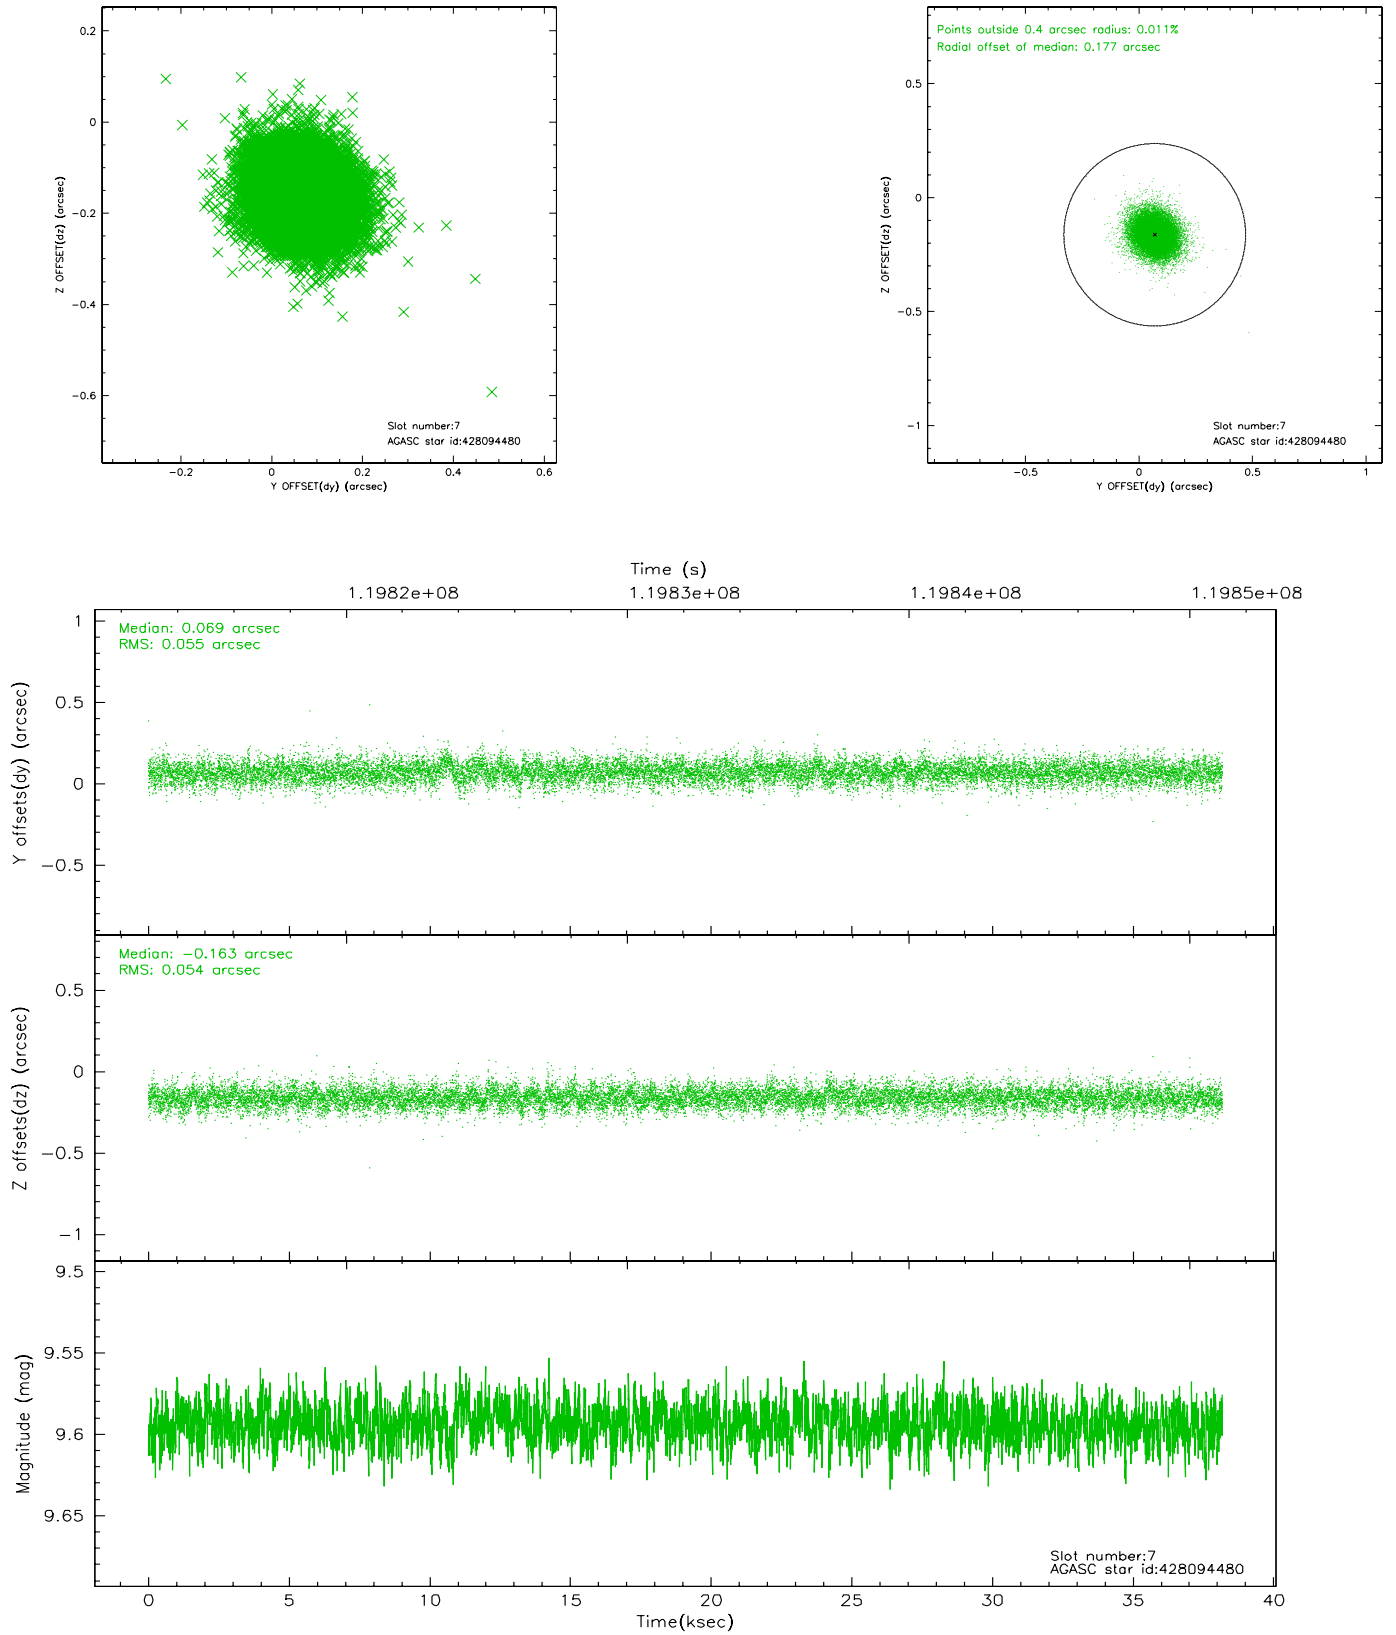 0.2
0
-0.2
-0.4
-0.6
Z OFFSET(dz) (arcsec)
Slot number:7
AGASC star id:428094480
-0.2 0 0.2 0.4 0.6
Y OFFSET(dy) (arcsec)
Points outside 0.4 arcsec radius: 0.011%
Radial offset of median: 0.177 arcsec
0.5
0
-0.5
-1
Z OFFSET(dz) (arcsec)
Slot number:7
AGASC star id:428094480
-0.5 0 0.5 1
Y OFFSET(dy) (arcsec)
Time (s)
1.1982e+08 1.1983e+08 1.1984e+08 1.1985e+08
Median: 0.069 arcsec
RMS: 0.055 arcsec
1
0.5
0
-0.5
Y offsets(dy) (arcsec)
Median: -0.163 arcsec
RMS: 0.054 arcsec
0.5
0
-0.5
-1
Z offsets(dz) (arcsec)
9.5
9.55
9.6
9.65
Magnitude (mag)
Slot number:7
AGASC star id:428094480
0 5 10 15 20 25 30 35 40
Time(ksec)